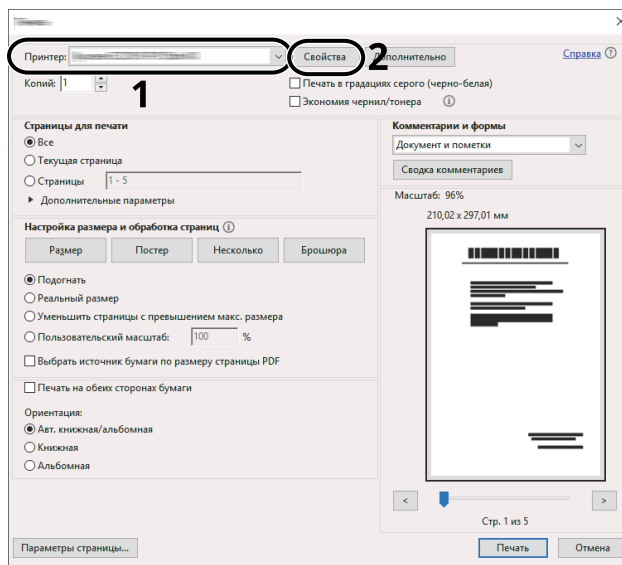 Принтер:
Свойства
2
Дополнительно
Справка
Копий: 1
1
Печать в градациях серого (черно-белая)
Экономия чернил/тонера
Страницы для печати
Все
Текущая страница
Страницы 1 - 5
Дополнительные параметры
Настройка размера и обработка страниц
Размер Постер Несколько Брошюра
Подогнать
Реальный размер
Уменьшить страницы с превышением макс. размера
Пользовательский масштаб: 100 %
Выбрать источник бумаги по размеру страницы PDF
Печать на обеих сторонах бумаги
Ориентация:
Авт. книжная/альбомная
Книжная
Альбомная
Комментарии и формы
Документ и пометки
Сводка комментариев
Масштаб: 96%
210,02 x 297,01 мм
< >
Стр. 1 из 5
Параметры страницы...
Печать Отмена